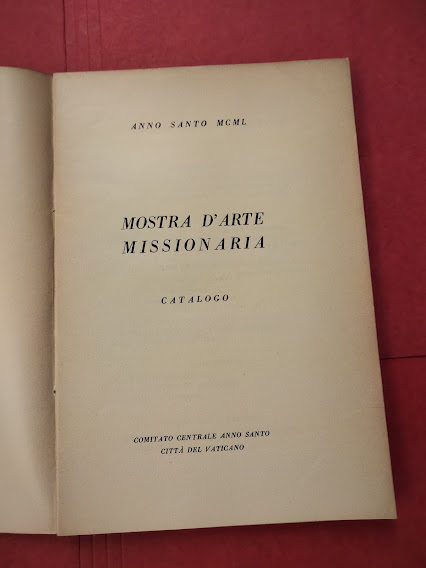 ANNO SANTO MCML
MOSTRA D'ARTE
MISSIONARIA
CATALOGO
COMITATO CENTRALE ANNO SANTO
CITTÀ DEL VATICANO